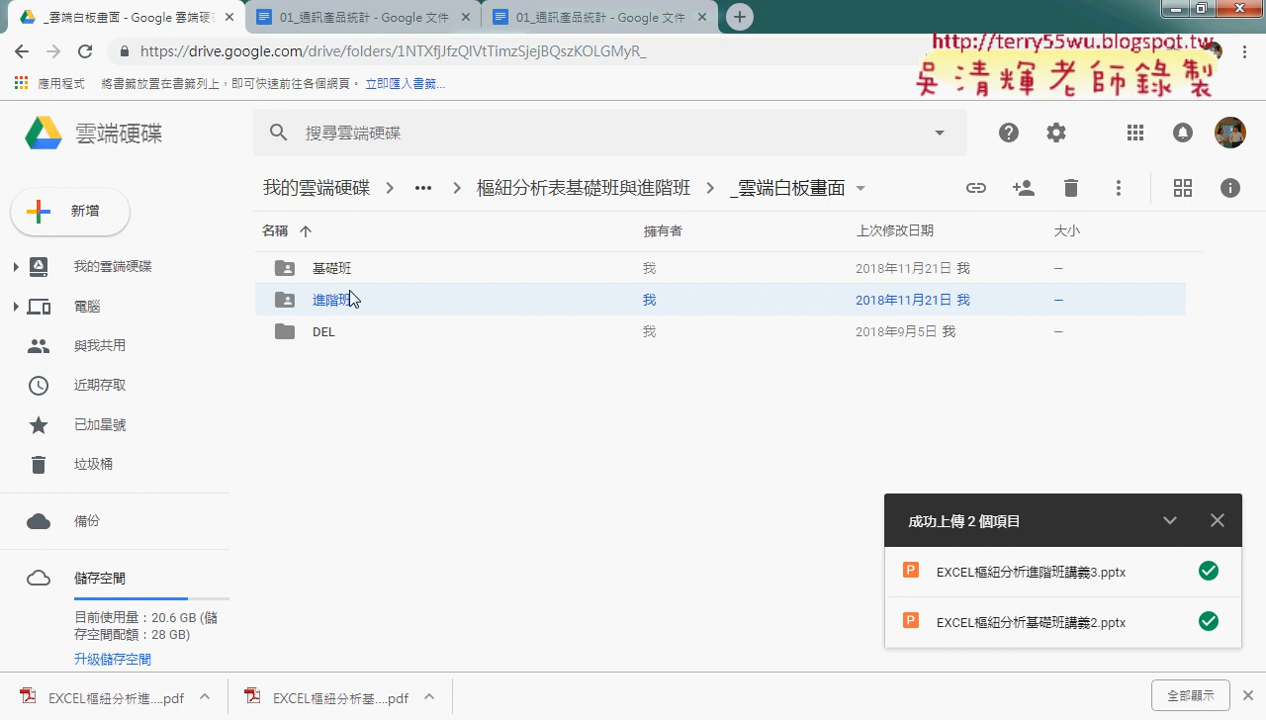 _雲端白板畫面 - Google 雲端硬碟
01_通訊產品統計 - Google 文件
01_通訊產品統計 - Google 文件
https://drive.google.com/drive/folders/1NTXfjJfzQlVtTimzSjejBQszKOLGMyR_
http://terry55wu.blogspot.tw
吳清輝老師錄製
應用程式
將書籤放置在書籤列上，即可快速前往各個網頁。
立即匯入書籤...
雲端硬碟
搜尋雲端硬碟
新增
我的雲端硬碟
樞紐分析表基礎班與進階班
_雲端白板畫面
名稱
擁有者
上次修改日期
大小
基礎班 我 2018年11月21日 我 –
進階班 我 2018年11月21日 我 –
DEL 我 2018年9月5日 我 –
我的雲端硬碟
電腦
與我共用
近期存取
已加星號
垃圾桶
備份
儲存空間
目前使用量：20.6 GB (儲
存空間配額：28 GB)
升級儲存空間
成功上傳 2 個項目
EXCEL樞紐分析進階班講義3.pptx
EXCEL樞紐分析基礎班講義2.pptx
EXCEL樞紐分析進....pdf
EXCEL樞紐分析基....pdf
全部顯示